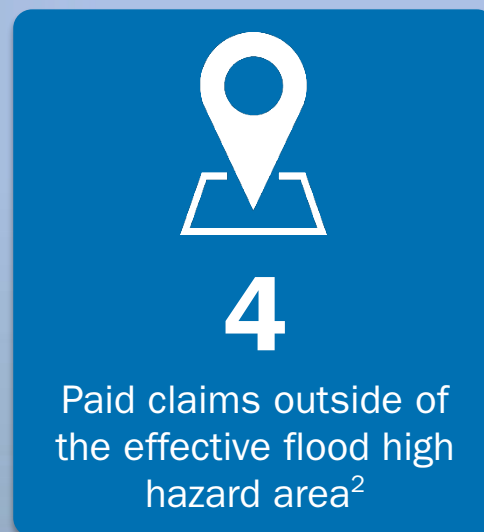 4
Paid claims outside of
the effective flood high
hazard area²